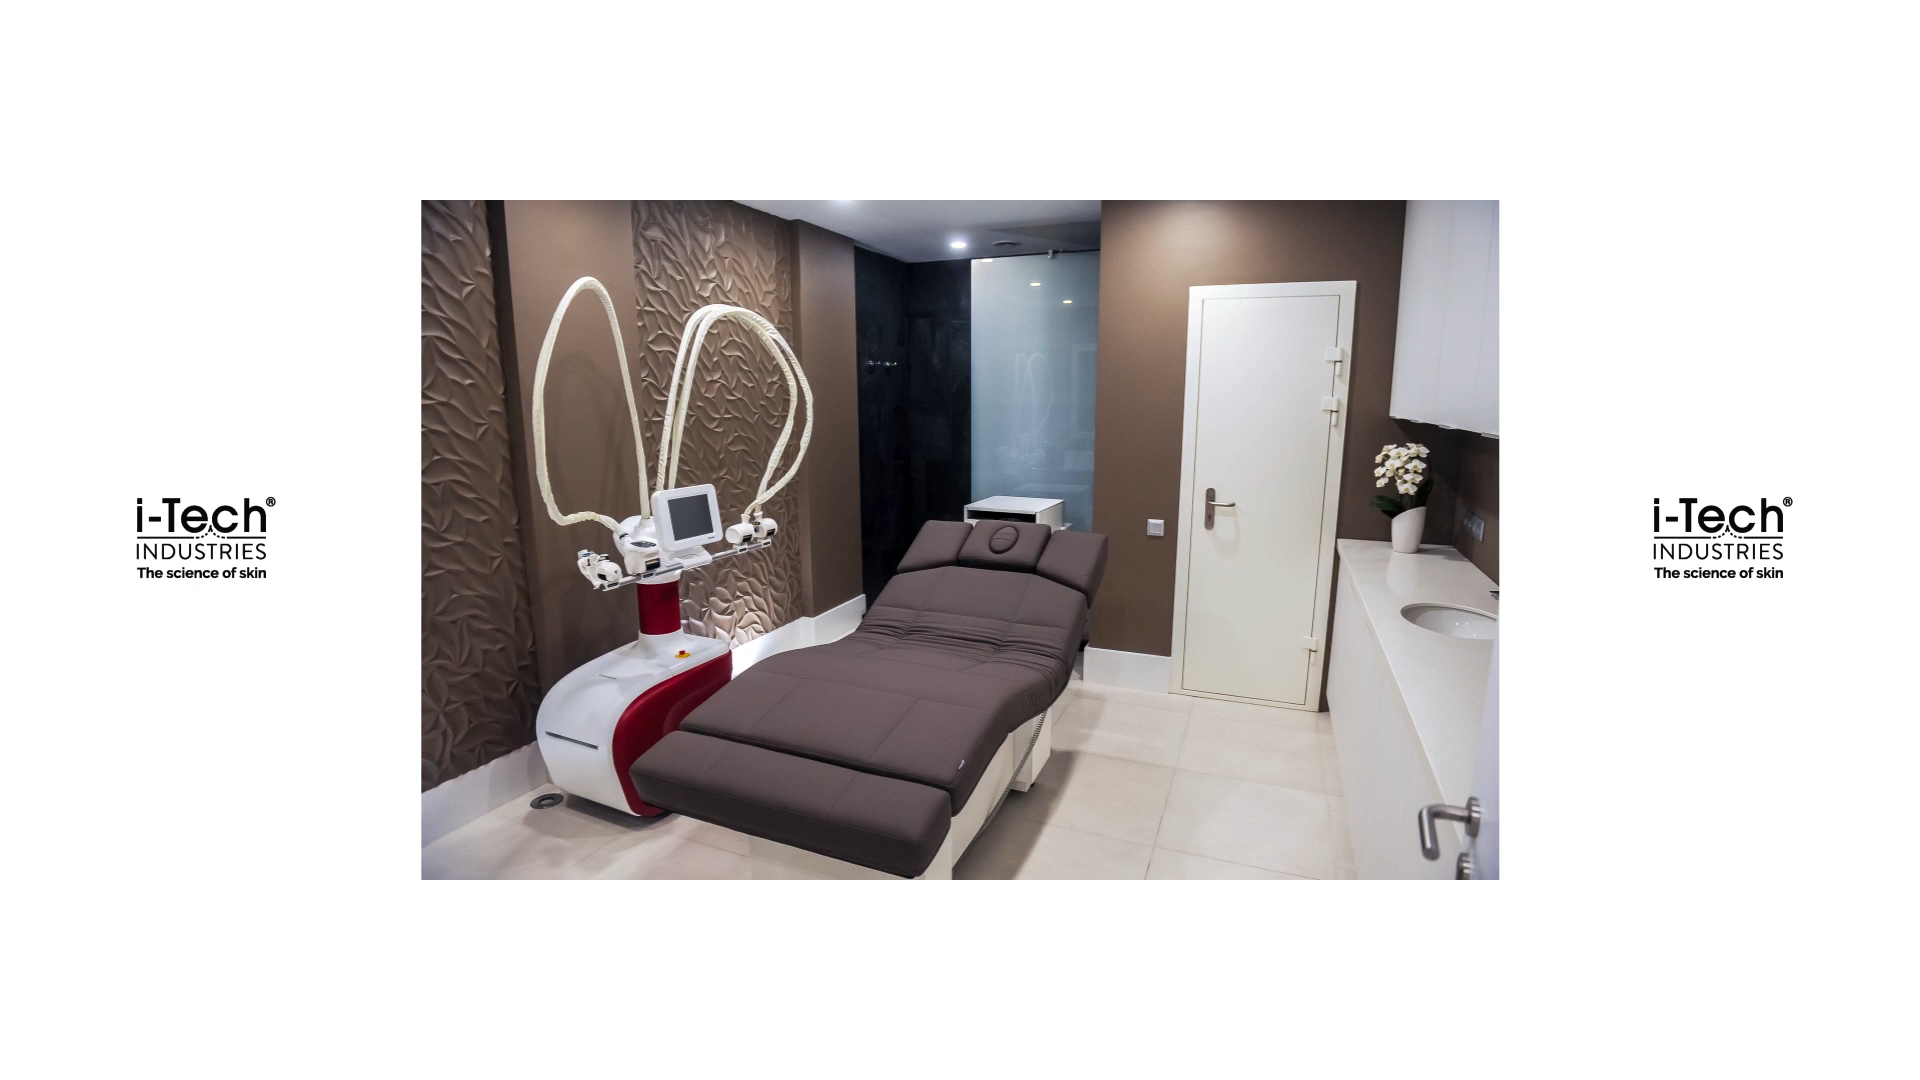 i-Tech®
INDUSTRIES
The science of skin
i-Tech®
INDUSTRIES
The science of skin